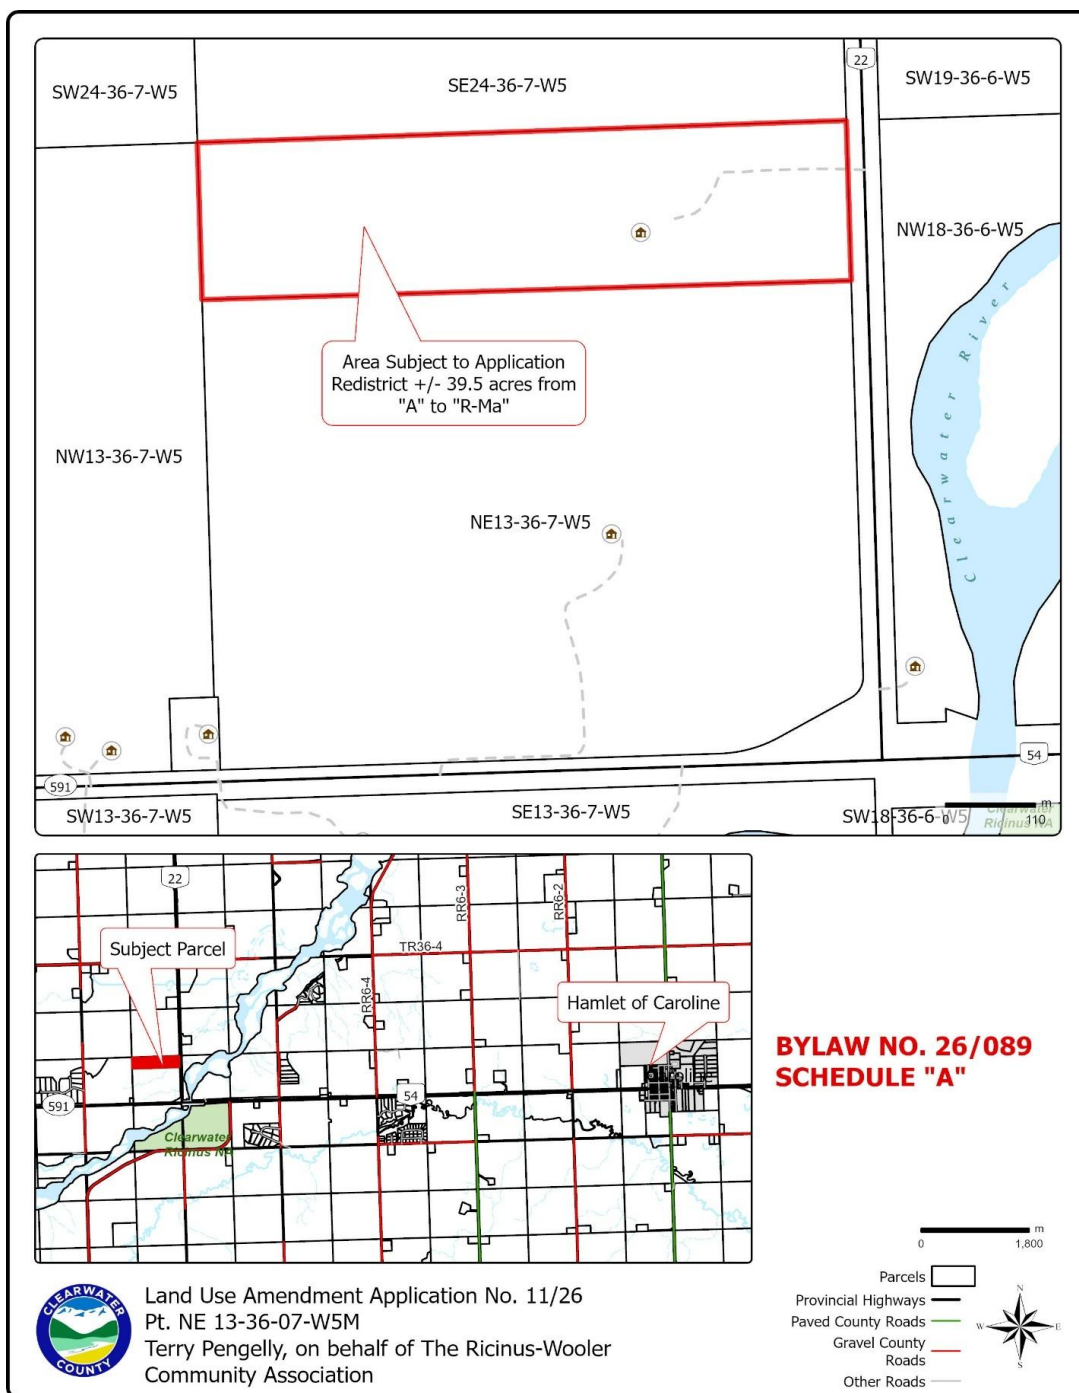 22
SW24-36-7-W5
SE24-36-7-W5
SW19-36-6-W5
NW18-36-6-W5
Clearwater River
Area Subject to Application
Redistrict +/- 39.5 acres from
"A" to "R-Ma"
NW13-36-7-W5
NE13-36-7-W5
54
591
SW13-36-7-W5
SE13-36-7-W5
SW18-36-6-W5
m
0
110
Clearwater
Ricinus NA
22
RR6-3
RR6-2
TR36-4
Subject Parcel
RR6-4
Hamlet of Caroline
591
54
Clearwater
Ricinus NA
BYLAW NO. 26/089
SCHEDULE "A"
m
0
1,800
Parcels
Provincial Highways
Paved County Roads
Gravel County
Roads
Other Roads
N
W
E
S
CLEARWATER
COUNTY
Land Use Amendment Application No. 11/26
Pt. NE 13-36-07-W5M
Terry Pengelly, on behalf of The Ricinus-Wooler
Community Association